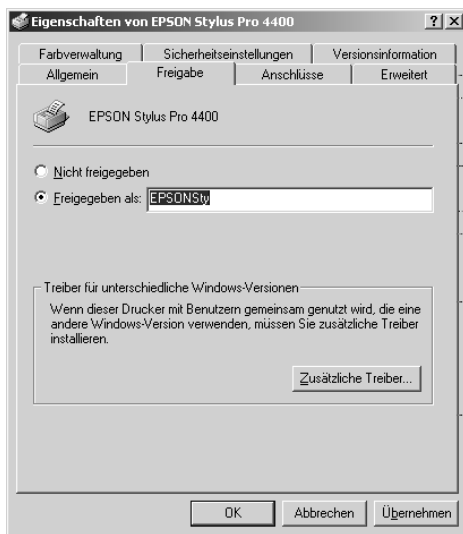 Eigenschaften von EPSON Stylus Pro 4400
Farbverwaltung Sicherheitseinstellungen Versionsinformation
Allgemein Freigabe Anschlüsse Erweitert
EPSON Stylus Pro 4400
Nicht freigegeben
Freigegeben als: EPSONSty
Treiber für unterschiedliche Windows-Versionen
Wenn dieser Drucker mit Benutzern gemeinsam genutzt wird, die eine
andere Windows-Version verwenden, müssen Sie zusätzliche Treiber
installieren.
Zusätzliche Treiber...
OK Abbrechen Übernehmen